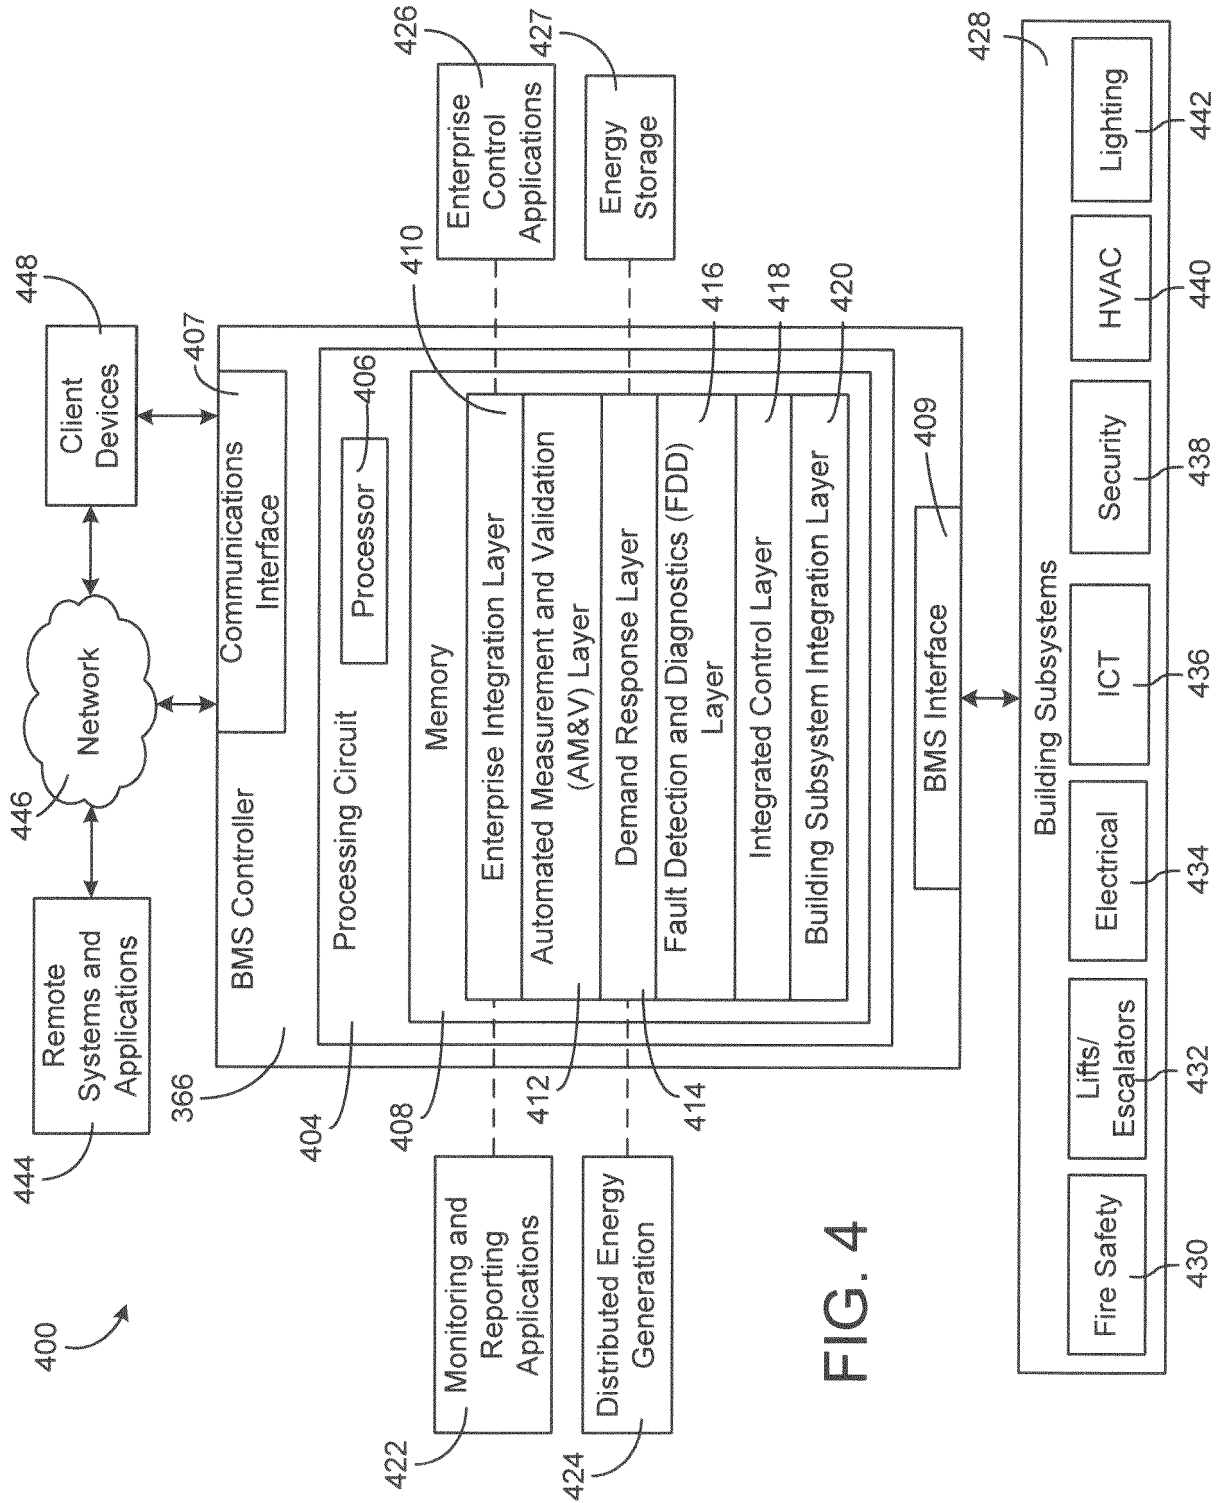 400
444
Remote
Systems and
Applications
446
Network
448
Client
Devices
366
BMS Controller
407
Communications
Interface
404
Processing Circuit
Processor
406
408
Memory
410
Enterprise Integration Layer
412
Automated Measurement and Validation
(AM&V) Layer
414
Demand Response Layer
416
Fault Detection and Diagnostics (FDD)
Layer
418
Integrated Control Layer
420
Building Subsystem Integration Layer
409
BMS Interface
422
Monitoring and
Reporting
Applications
424
Distributed Energy
Generation
426
Enterprise
Control
Applications
427
Energy
Storage
428
Building Subsystems
Fire Safety
Lifts/
Escalators
Electrical
ICT
Security
HVAC
Lighting
430
432
434
436
438
440
442
FIG. 4